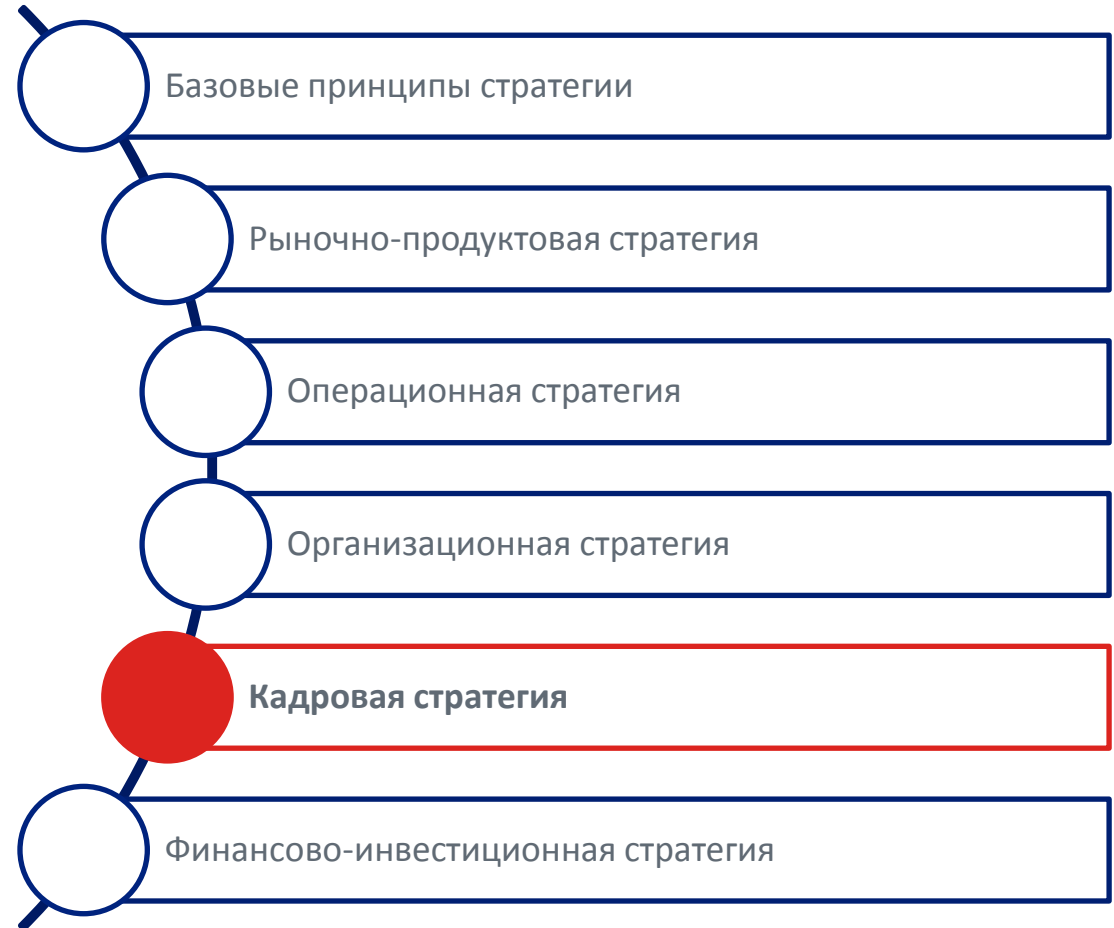 Базовые принципы стратегии
Рыночно-продуктовая стратегия
Операционная стратегия
Организационная стратегия
Кадровая стратегия
Финансово-инвестиционная стратегия